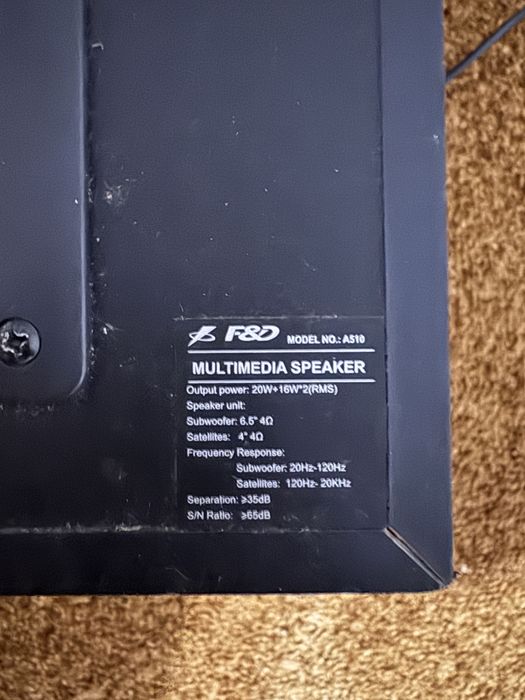 F&D MODEL NO.: A510
MULTIMEDIA SPEAKER
Output power: 20W+16W*2(RMS)
Speaker unit:
Subwoofer: 6.5" 4Ω
Satellites: 4" 4Ω
Frequency Response:
Subwoofer: 20Hz-120Hz
Satellites: 120Hz- 20KHz
Separation: ≥35dB
S/N Ratio: ≥65dB